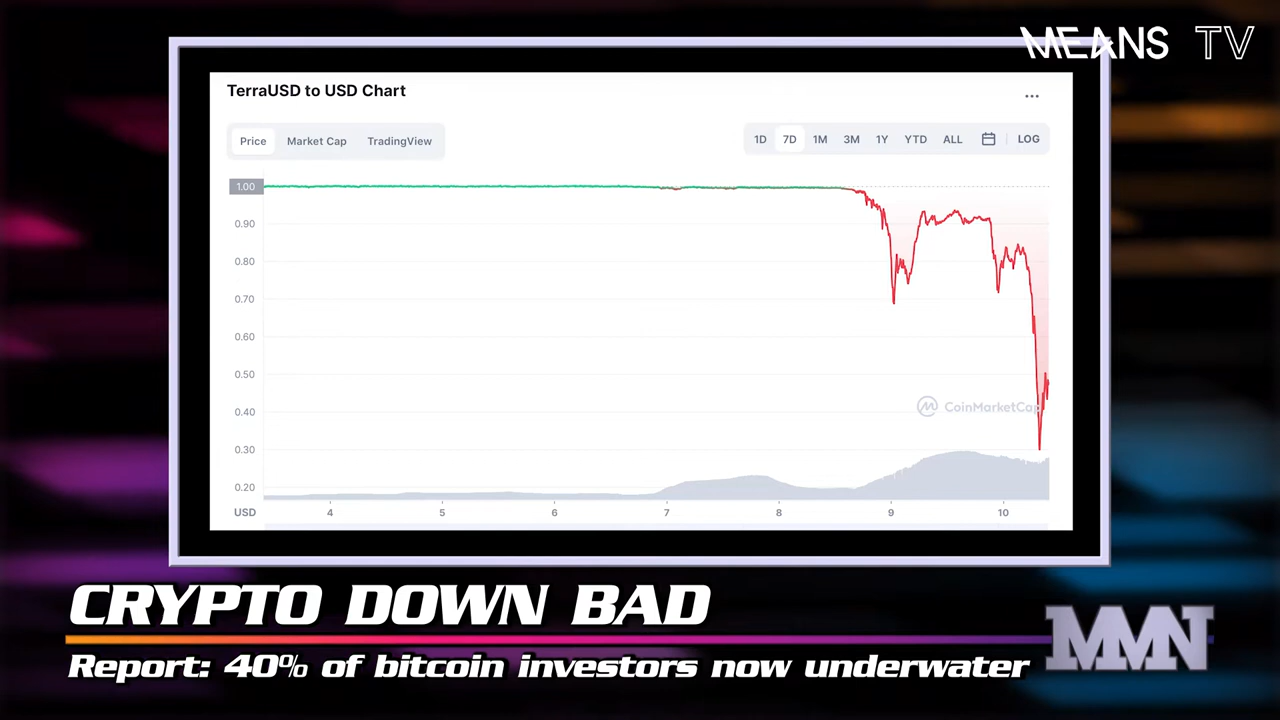 MEANS TV
TerraUSD to USD Chart
Price Market Cap TradingView
1D 7D 1M 3M 1Y YTD ALL LOG
1.00
0.90
0.80
0.70
0.60
0.50
0.40
0.30
0.20
CoinMarketCap
USD 4 5 6 7 8 9 10
CRYPTO DOWN BAD
Report: 40% of bitcoin investors now underwater
MMN